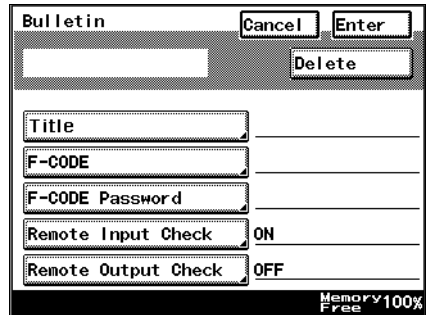 Bulletin Cancel Enter
Delete
Title
F-CODE
F-CODE Password
Remote Input Check ON
Remote Output Check OFF
Memory Free 100%